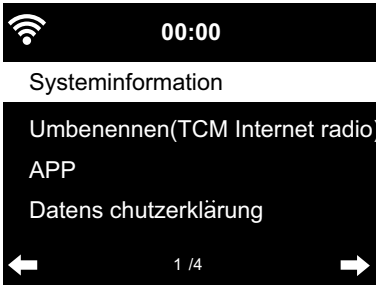 00:00
Systeminformation
Umbenennen(TCM Internet radio)
APP
Datens chutzerklärung
1 /4